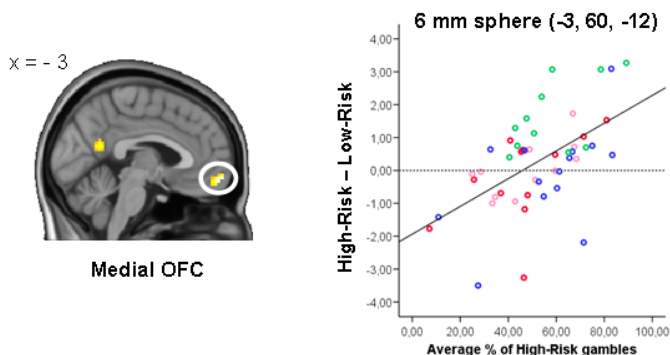 x = - 3
Medial OFC
6 mm sphere (-3, 60, -12)
High-Risk – Low-Risk
4,00
3,00
2,00
1,00
0,00
-1,00
-2,00
-3,00
-4,00
0,00 20,00 40,00 60,00 80,00 100,00
Average % of High-Risk gambles